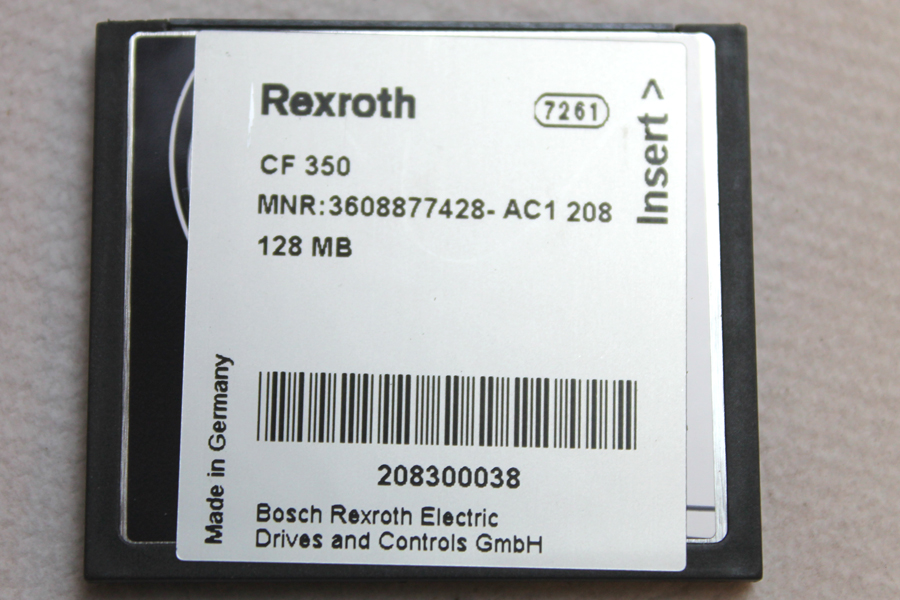 Rexroth
7261
Insert >
CF 350
MNR:3608877428- AC1 208
128 MB
Made in Germany
208300038
Bosch Rexroth Electric
Drives and Controls GmbH